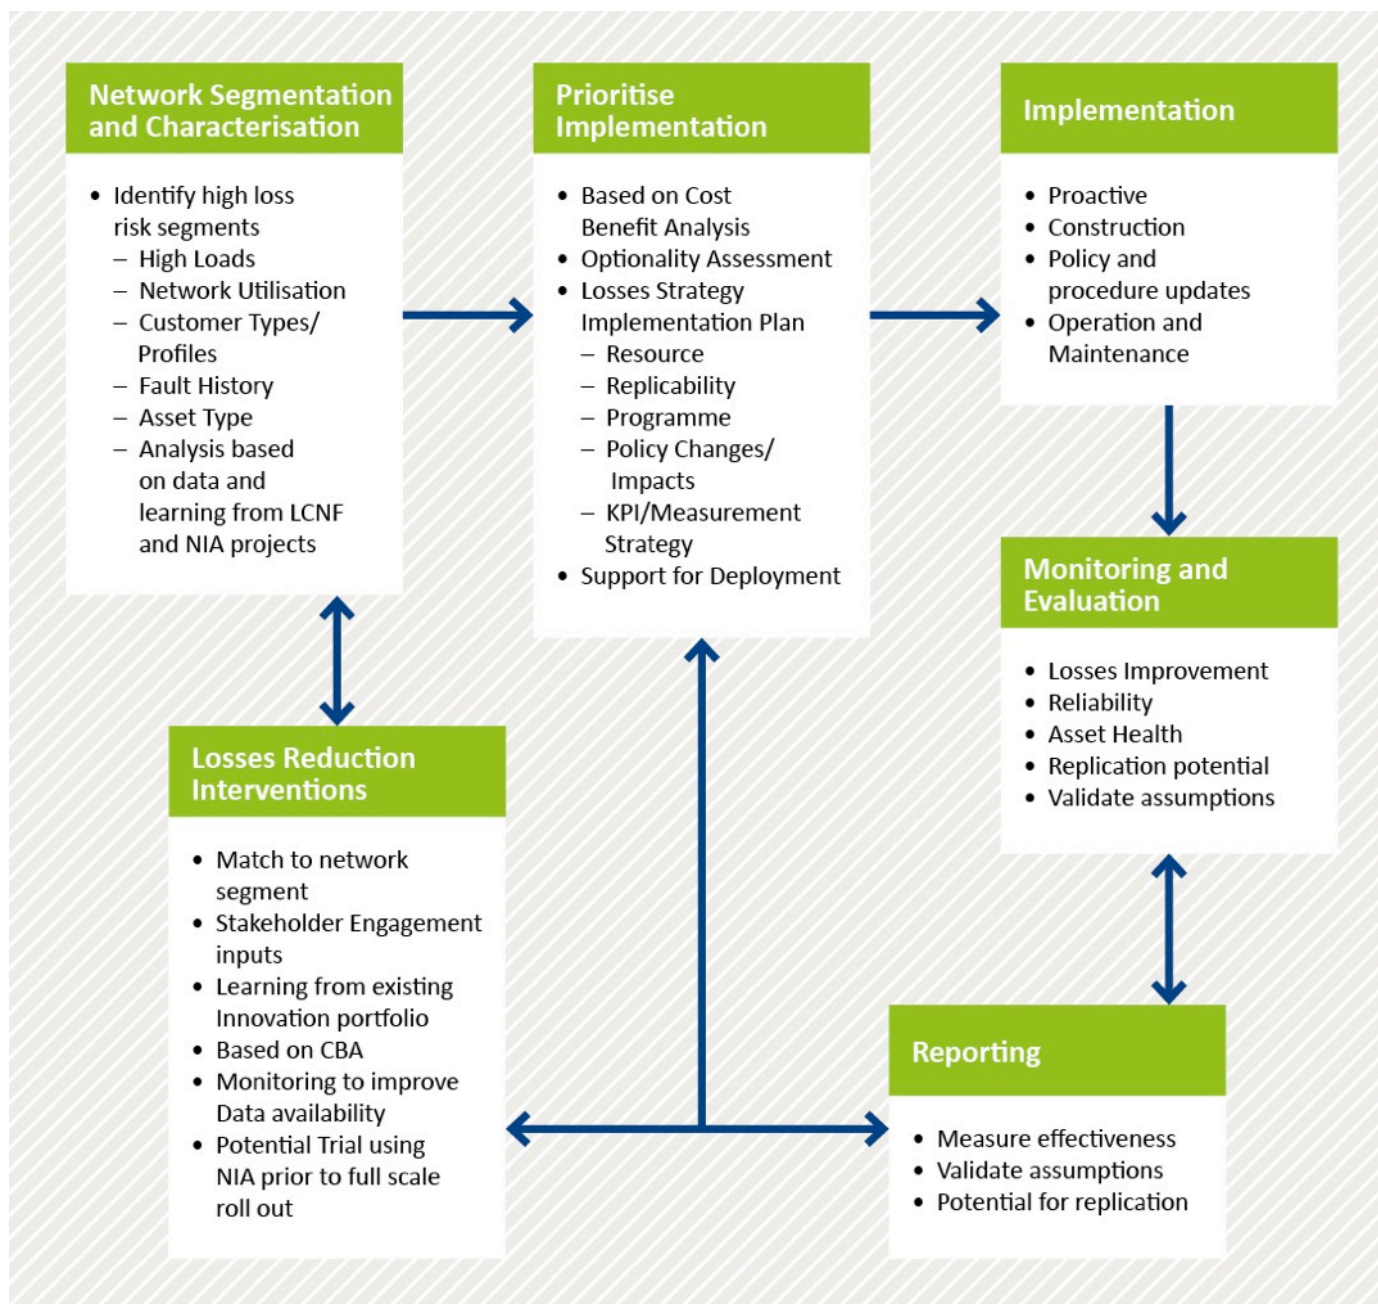 Network Segmentation
and Characterisation
• Identify high loss
risk segments
– High Loads
– Network Utilisation
– Customer Types/
Profiles
– Fault History
– Asset Type
– Analysis based
on data and
learning from LCNF
and NIA projects
Prioritise
Implementation
• Based on Cost
Benefit Analysis
• Optionality Assessment
• Losses Strategy
Implementation Plan
– Resource
– Replicability
– Programme
– Policy Changes/
Impacts
– KPI/Measurement
Strategy
• Support for Deployment
Implementation
• Proactive
• Construction
• Policy and
procedure updates
• Operation and
Maintenance
Monitoring and
Evaluation
• Losses Improvement
• Reliability
• Asset Health
• Replication potential
• Validate assumptions
Losses Reduction
Interventions
• Match to network
segment
• Stakeholder Engagement
inputs
• Learning from existing
Innovation portfolio
• Based on CBA
• Monitoring to improve
Data availability
• Potential Trial using
NIA prior to full scale
roll out
Reporting
• Measure effectiveness
• Validate assumptions
• Potential for replication